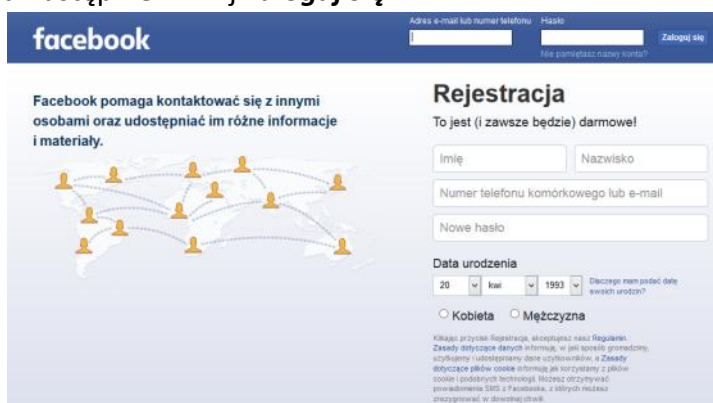 facebook
Adres e-mail lub numer telefonu
Hasło
Zaloguj się
Nie pamiętasz nazwy konta?
Facebook pomaga kontaktować się z innymi
osobami oraz udostępniać im różne informacje
i materiały.
Rejestracja
To jest (i zawsze będzie) darmowe!
Imię
Nazwisko
Numer telefonu komórkowego lub e-mail
Nowe hasło
Data urodzenia
20 kwi 1993
Dlaczego mam podać datę
swoich urodzin?
Kobieta Mężczyzna
Klikając przycisk Rejestracja, akceptujesz nasz Regulamin.
Zasady dotyczące danych informują, w jaki sposób gromadzimy,
użytkujemy i udostępniamy dane użytkowników, a Zasady
dotyczące plików cookie informują jak korzystamy z plików
cookie i podobnych technologii. Możesz otrzymywać
powiadomienia SMS z Facebooka, z których możesz
zrezygnować w dowolnej chwili.